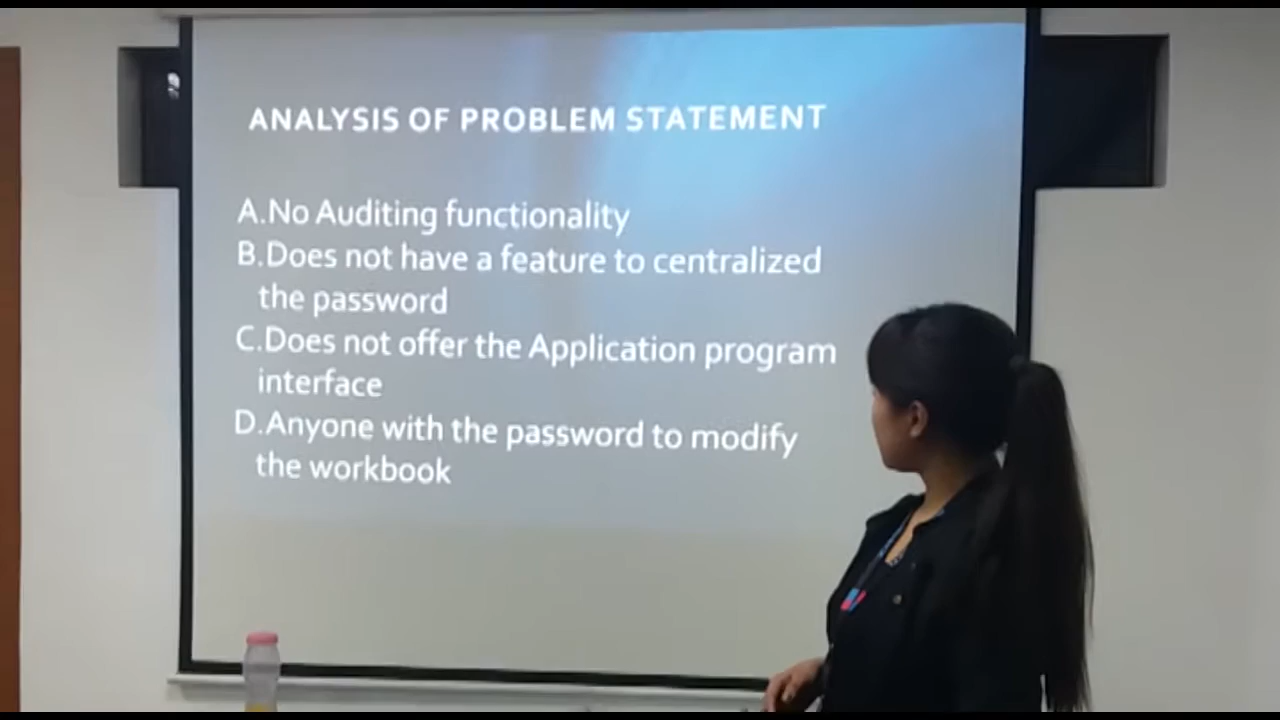 ANALYSIS OF PROBLEM STATEMENT
A.No Auditing functionality
B.Does not have a feature to centralized
the password
C.Does not offer the Application program
interface
D.Anyone with the password to modify
the workbook